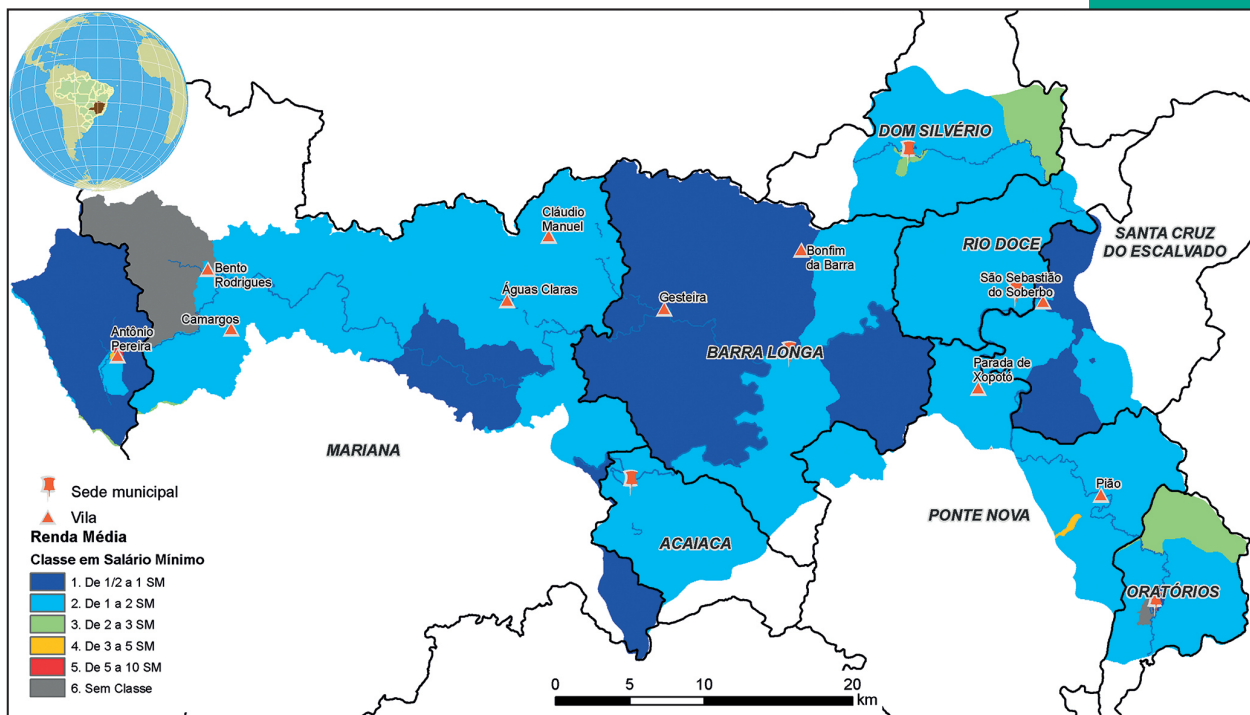 DOM SILVÉRIO
SANTA CRUZ
DO ESCALVADO
RIO DOCE
Cláudio
Manuel
Bonfim
da Barra
Bento
Rodrigues
São Sebastião
do Soberbo
Águas Claras
Gesteira
Camargos
Antônio
Pereira
BARRA LONGA
Parada de
Xopotó
MARIANA
Pião
PONTE NOVA
ACAIACA
ORATÓRIOS
Sede municipal
Vila
Renda Média
Classe em Salário Mínimo
1. De 1/2 a 1 SM
2. De 1 a 2 SM
3. De 2 a 3 SM
4. De 3 a 5 SM
5. De 5 a 10 SM
6. Sem Classe
0 5 10 20
km